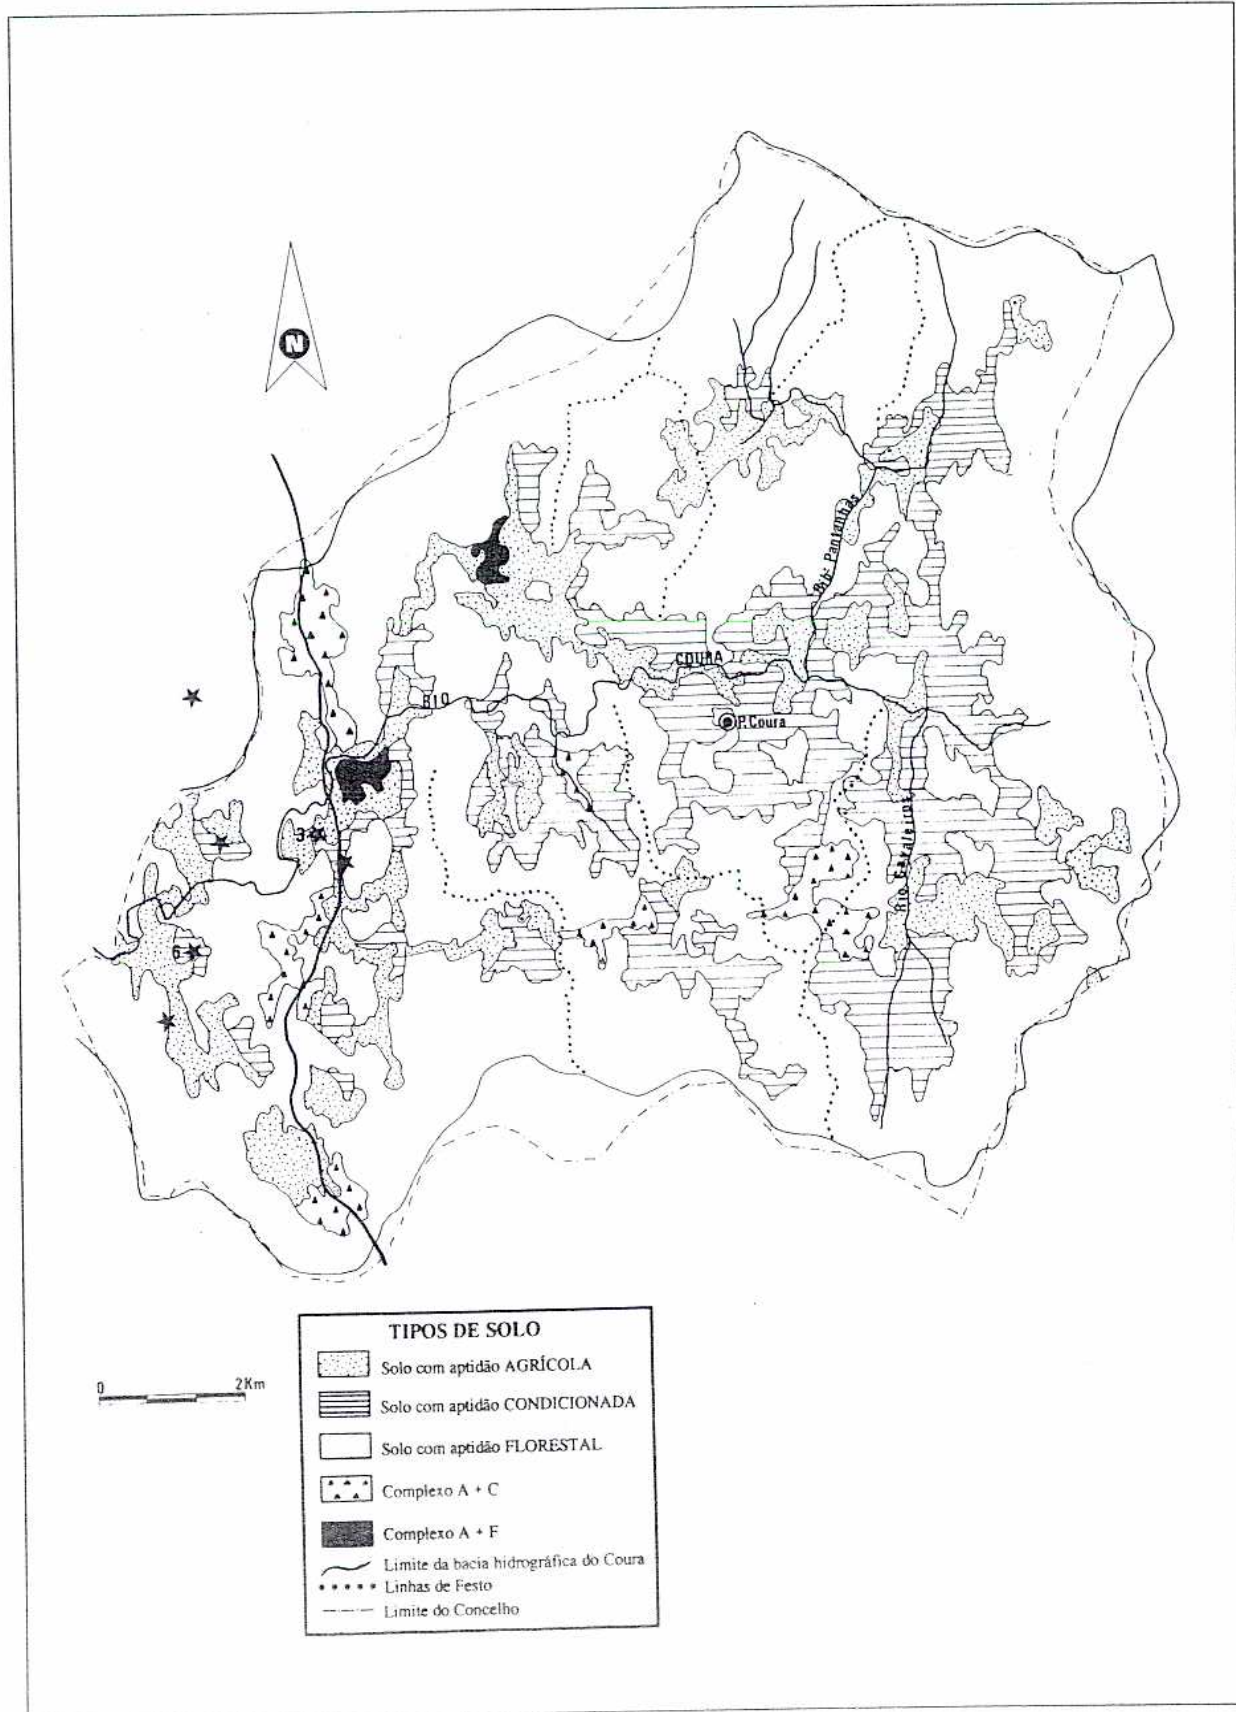 N
Rib. Pantanhas
COURA
RIO
P. Coura
3
Rio Cavaleiros
6
0 2Km
TIPOS DE SOLO
Solo com aptidão AGRÍCOLA
Solo com aptidão CONDICIONADA
Solo com aptidão FLORESTAL
Complexo A + C
Complexo A + F
Limite da bacia hidrográfica do Coura
Linhas de Festo
Limite do Concelho